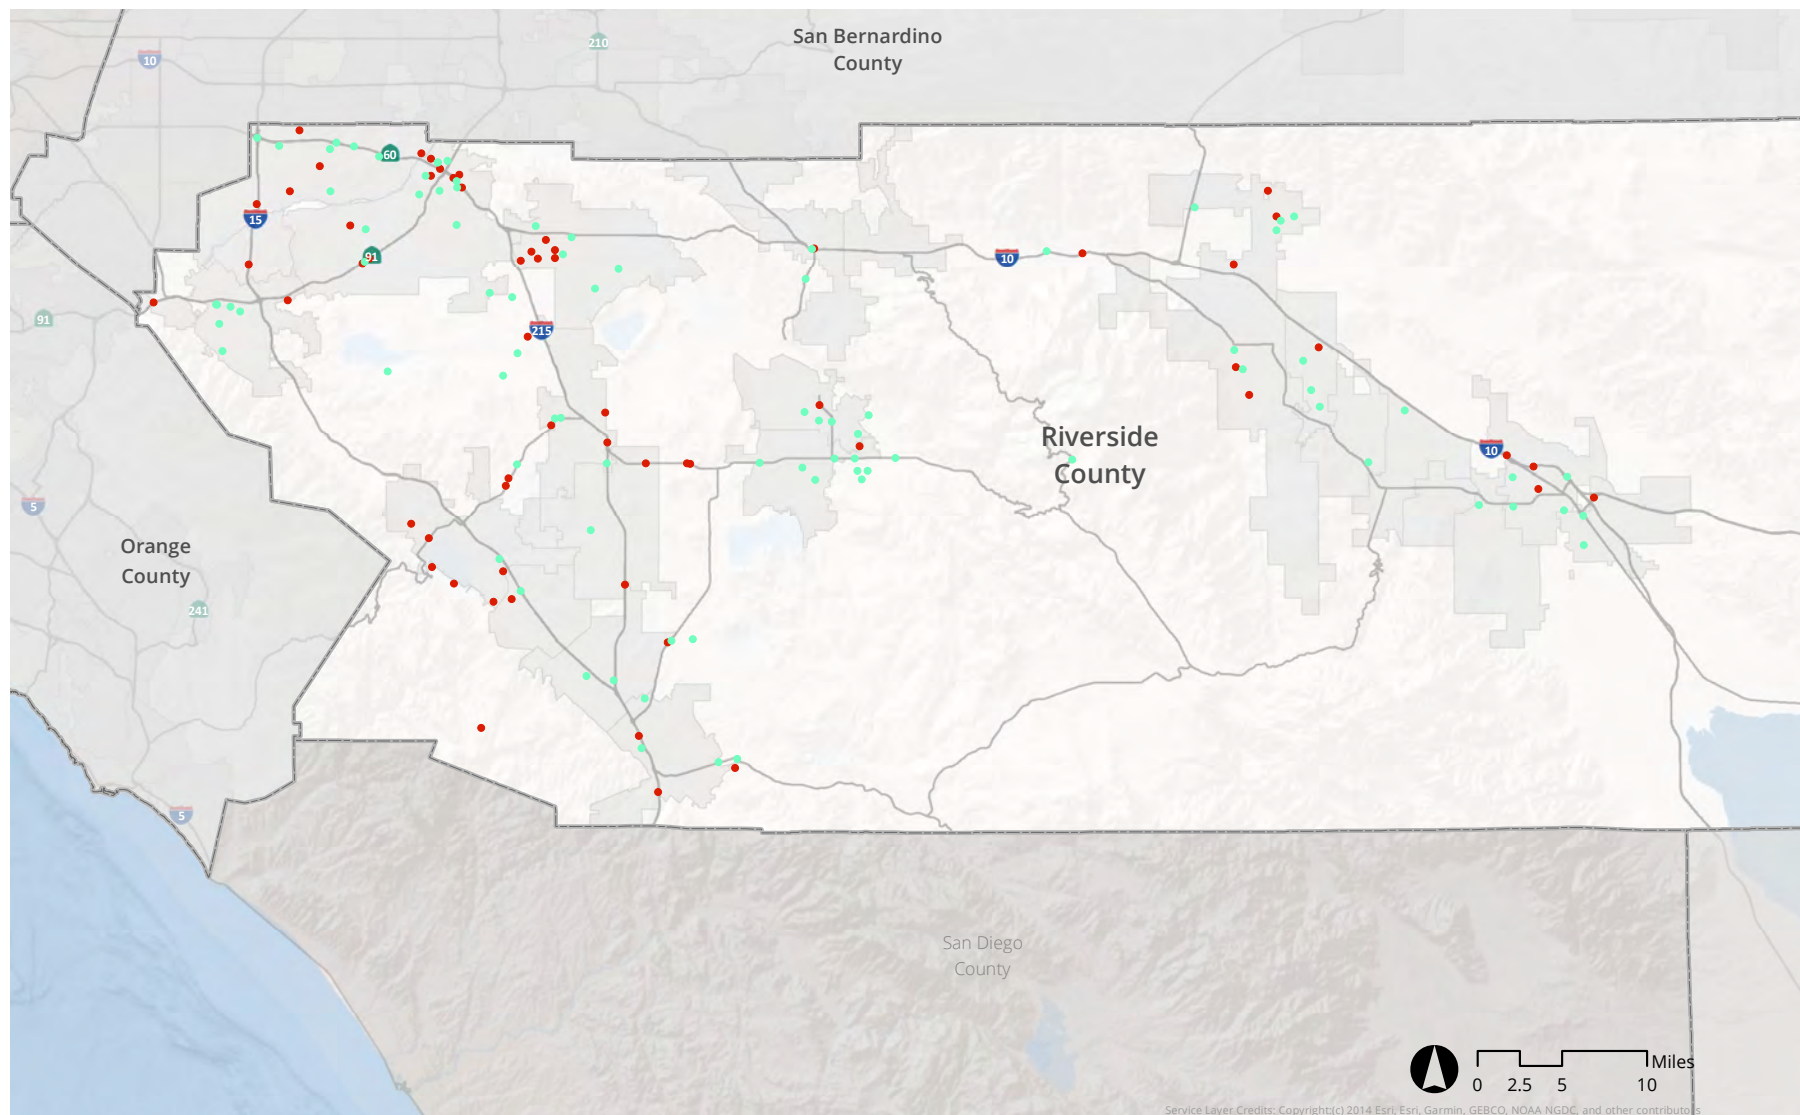 San Bernardino
County
210
10
60
15
91
10
91
215
Riverside
County
10
5
Orange
County
241
5
San Diego
County
Miles
0 2.5 5 10
Service Layer Credits: Copyright:(c) 2014 Esri, Esri, Garmin, GEBCO, NOAA NGDC, and other contributors